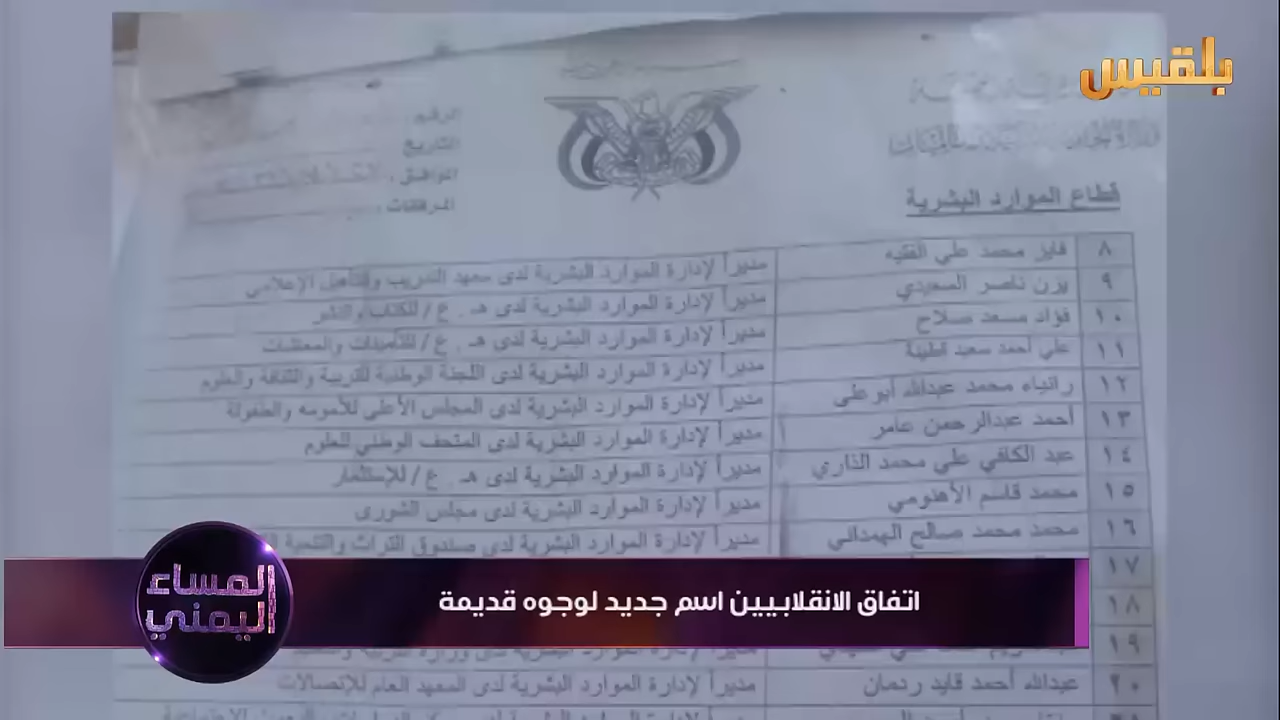 بلقيس
الرقم
التاريخ
الموافق
المرفقات
قطاع الموارد البشرية
٨ فايز محمد علي الفقيه مديراً لإدارة الموارد البشرية لدى معهد التدريب والتأهيل الإعلامي
٩ يزن ناصر السعيدي مديراً لإدارة الموارد البشرية لدى هـ . ع / للكتاب والنشر
١٠ فؤاد مسعد صلاح مديراً لإدارة الموارد البشرية لدى هـ . ع / للتأمينات والمعاشات
١١ علي أحمد سعيد مديراً لإدارة الموارد البشرية لدى اللجنة الوطنية للتربية والثقافة والعلوم
١٢ رانياه محمد عبدالله أبو على مديراً لإدارة الموارد البشرية لدى المجلس الأعلى للأمومه والطفولة
١٣ أحمد عبدالرحمن عامر مديراً لإدارة الموارد البشرية لدى المتحف الوطني للعلوم
١٤ عبد الكافي علي محمد الذاري مديراً لإدارة الموارد البشرية لدى هـ . ع / للإستثمار
١٥ محمد قاسم الأهنومي مديراً لإدارة الموارد البشرية لدى مجلس الشورى
١٦ محمد محمد صالح الهمداني مديراً لإدارة الموارد البشرية لدى صندوق التراث والتنمية
١٧
١٨
١٩
٢٠ عبدالله أحمد قايد ردمان مديراً لإدارة الموارد البشرية لدى المعهد العام للإتصالات
المساء اليمني
اتفاق الانقلابيين اسم جديد لوجوه قديمة